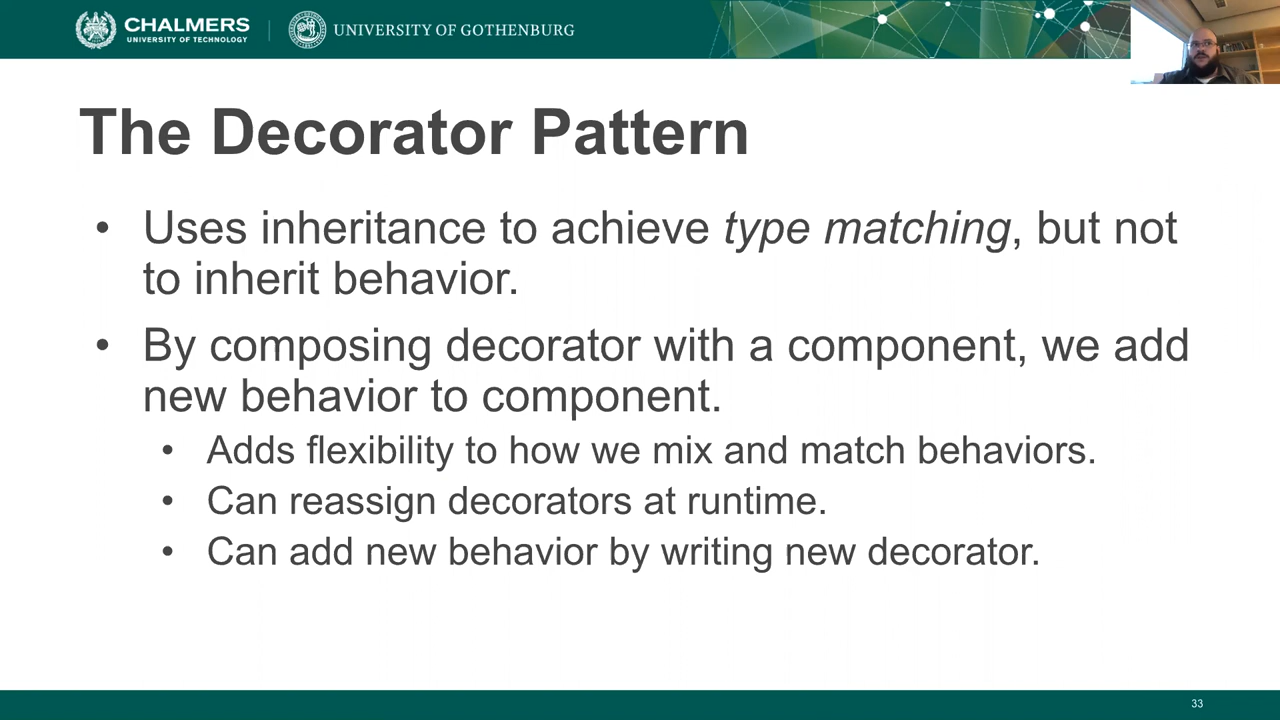 CHALMERS
UNIVERSITY OF TECHNOLOGY
UNIVERSITY OF GOTHENBURG
The Decorator Pattern
• Uses inheritance to achieve type matching, but not
to inherit behavior.
• By composing decorator with a component, we add
new behavior to component.
• Adds flexibility to how we mix and match behaviors.
• Can reassign decorators at runtime.
• Can add new behavior by writing new decorator.
33